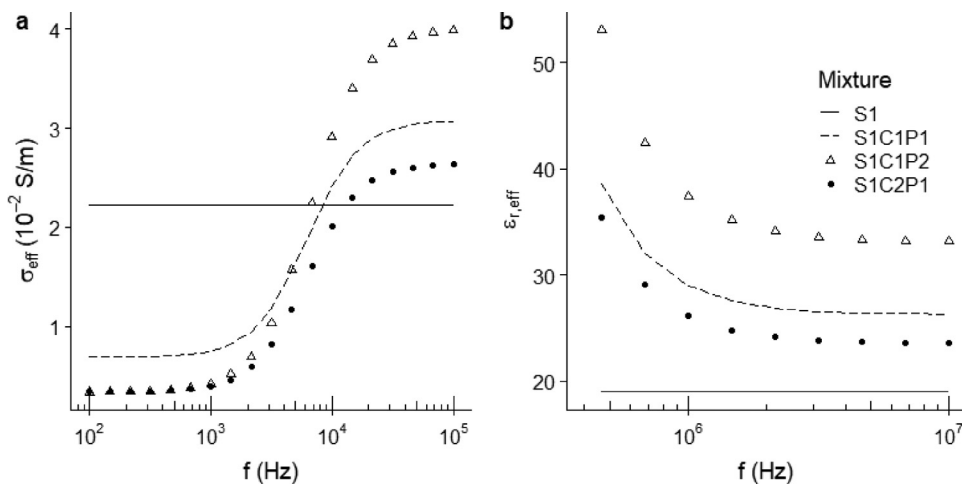 a
σeff (10⁻² S/m)
4
3
2
1
10² 10³ 10⁴ 10⁵
f (Hz)
b
εr,eff
50
40
30
20
10⁶ 10⁷
f (Hz)
Mixture
S1
S1C1P1
S1C1P2
S1C2P1